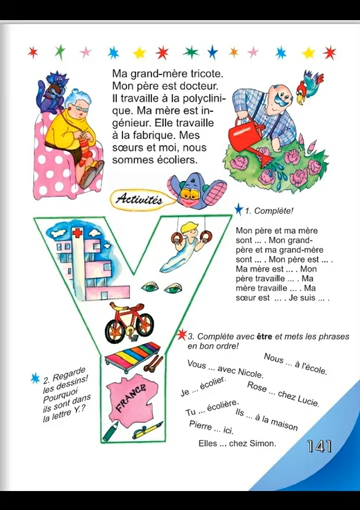 Ma grand-mère tricote.
Mon père est docteur.
Il travaille à la polyclini-
que. Ma mère est in-
génieur. Elle travaille
à la fabrique. Mes
sœurs et moi, nous
sommes écoliers.
Activités
1. Complète!
Mon père et ma mère
sont ... . Mon grand-
père et ma grand-mère
sont ... . Mon père est ... .
Ma mère est ... . Mon
père travaille ... . Ma
mère travaille ... . Ma
sœur est ... . Je suis ... .
2. Regarde
les dessins!
Pourquoi
ils sont dans
la lettre Y.?
FRANCE
3. Complète avec être et mets les phrases
en bon ordre!
Nous ... à l'école.
Vous ... avec Nicole.
Je ... écolier.
Rose ... chez Lucie.
Tu ... écolière.
Ils ... à la maison
Pierre ... ici.
Elles ... chez Simon.
141